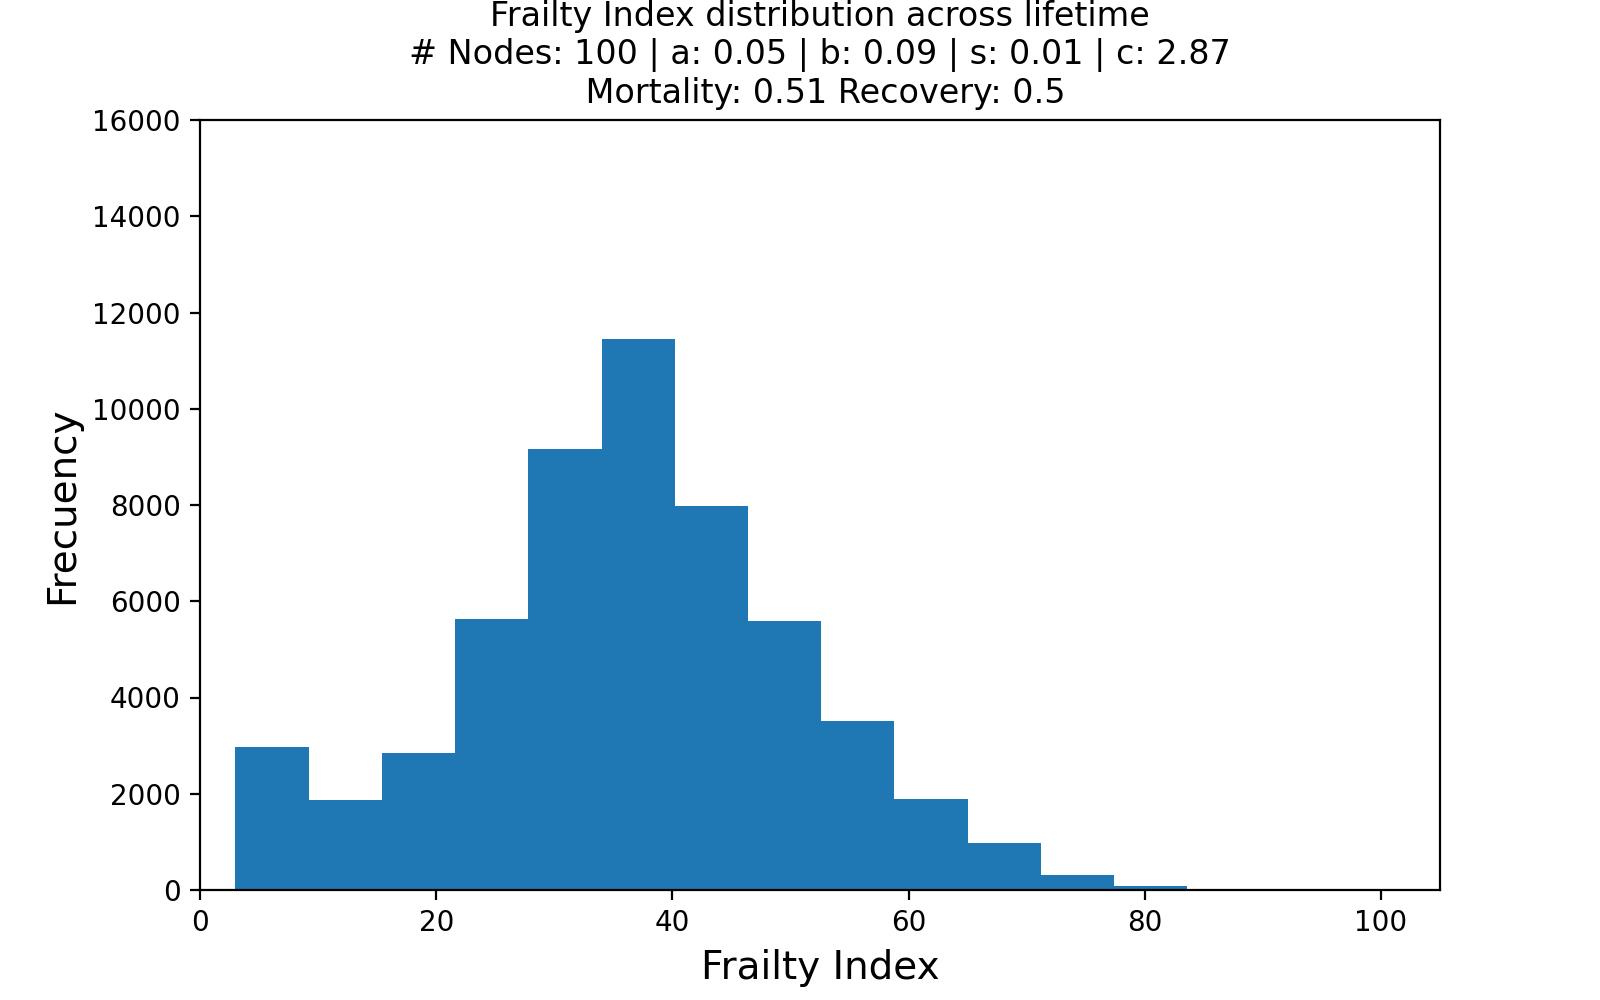 Frailty Index distribution across lifetime
# Nodes: 100 | a: 0.05 | b: 0.09 | s: 0.01 | c: 2.87
Mortality: 0.51 Recovery: 0.5
16000
14000
12000
10000
8000
6000
4000
2000
0
Frecuency
0 20 40 60 80 100
Frailty Index